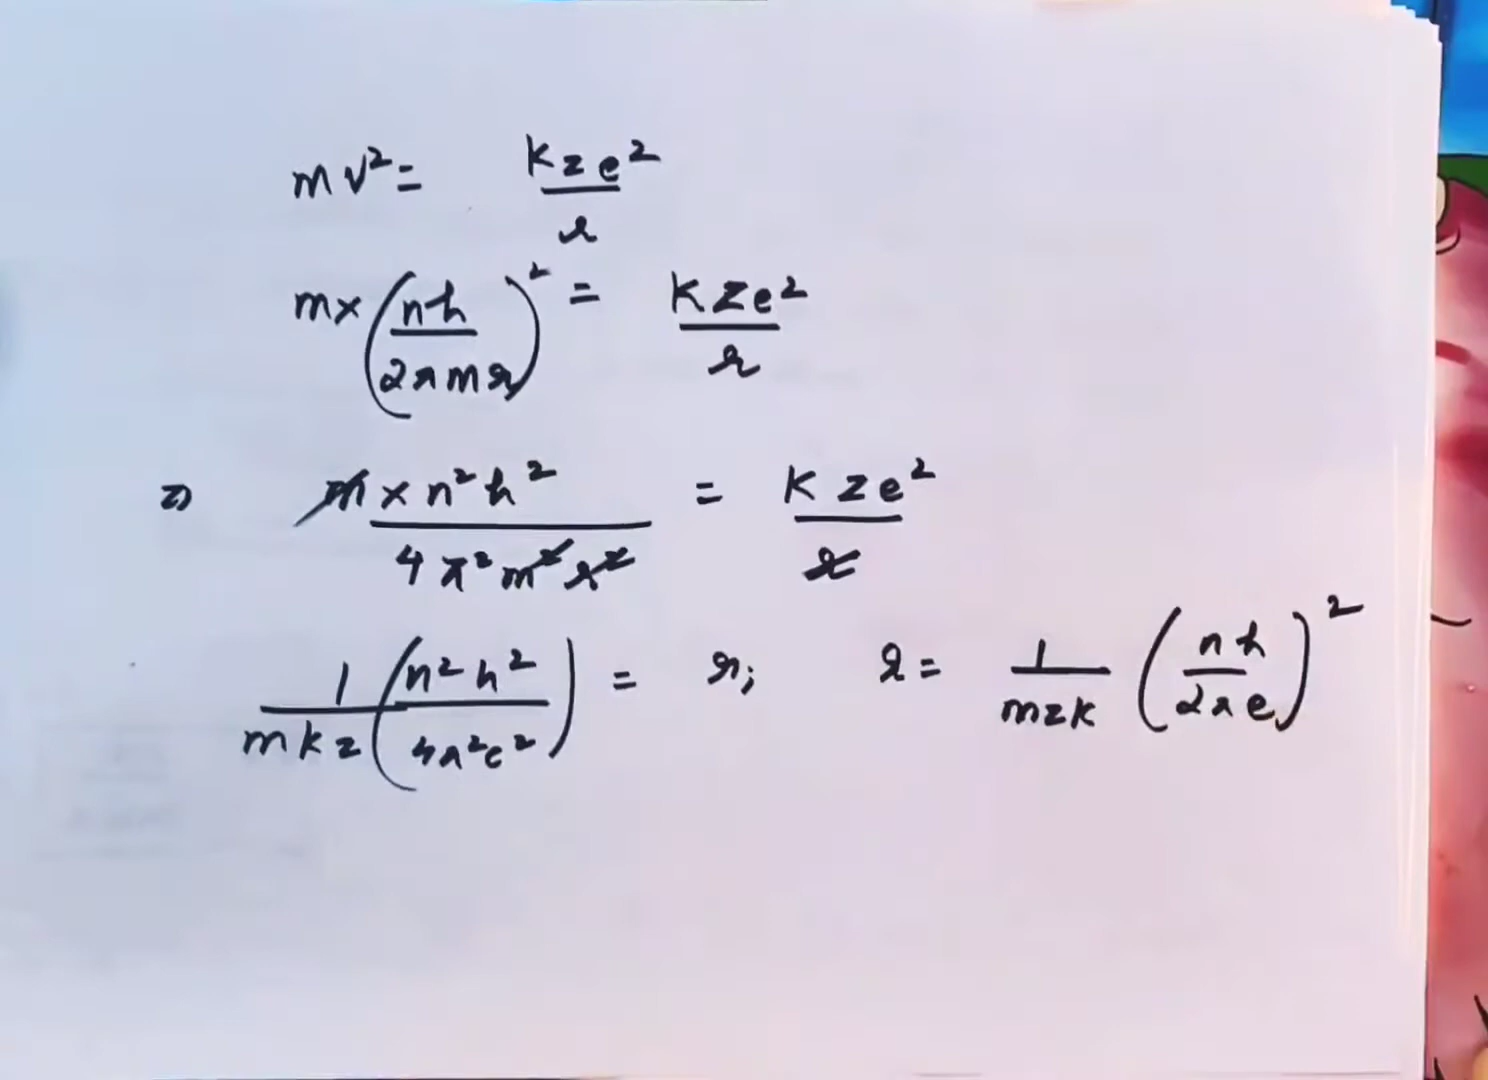 mv² = kze²/r
m× (nh/2πmr)² = kze²/r
⇒ m×n²h²/4π²m²r² = kze²/r
1/mkz (n²h²/4π²e²) = r; r = 1/mzk (nh/2πe)²